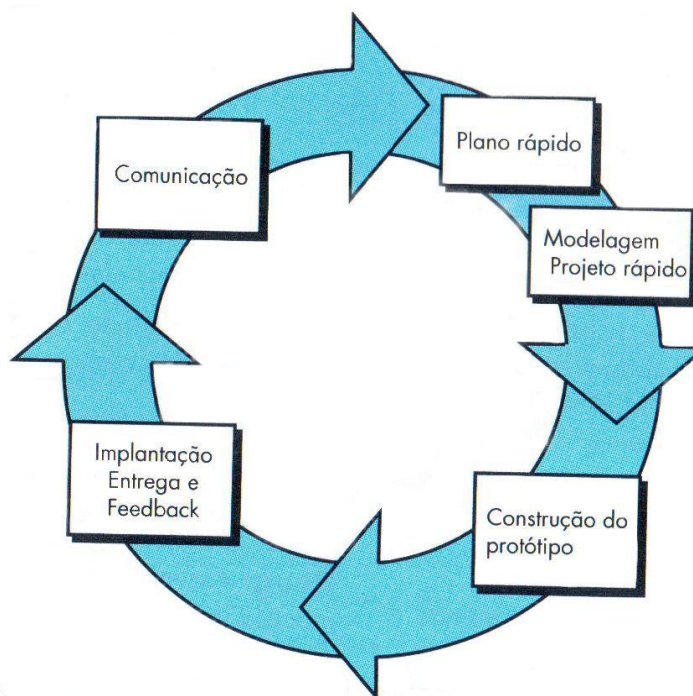 Comunicação
Plano rápido
Modelagem
Projeto rápido
Construção do
protótipo
Implantação
Entrega e
Feedback